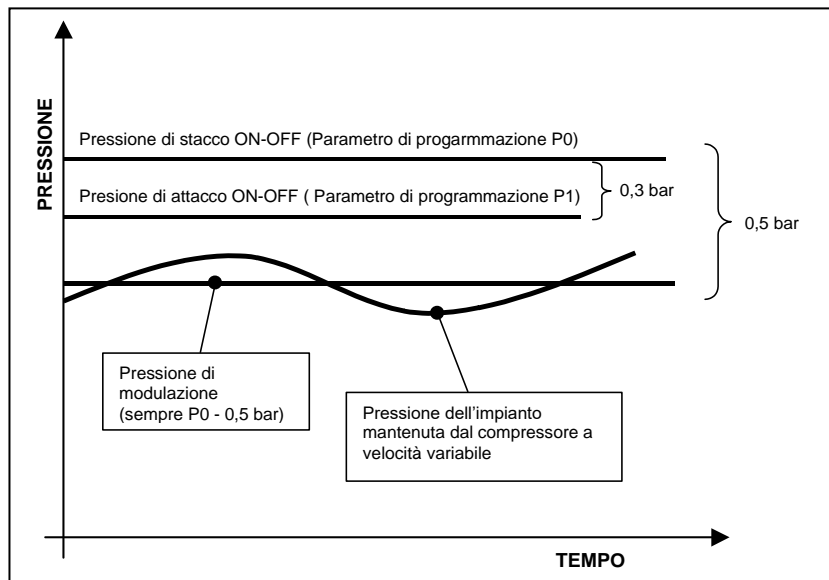 PRESSIONE
Pressione di stacco ON-OFF (Parametro di progarmmazione P0)
Presione di attacco ON-OFF ( Parametro di programmazione P1)
0,3 bar
0,5 bar
Pressione di
modulazione
(sempre P0 - 0,5 bar)
Pressione dell'impianto
mantenuta dal compressore a
velocità variabile
TEMPO